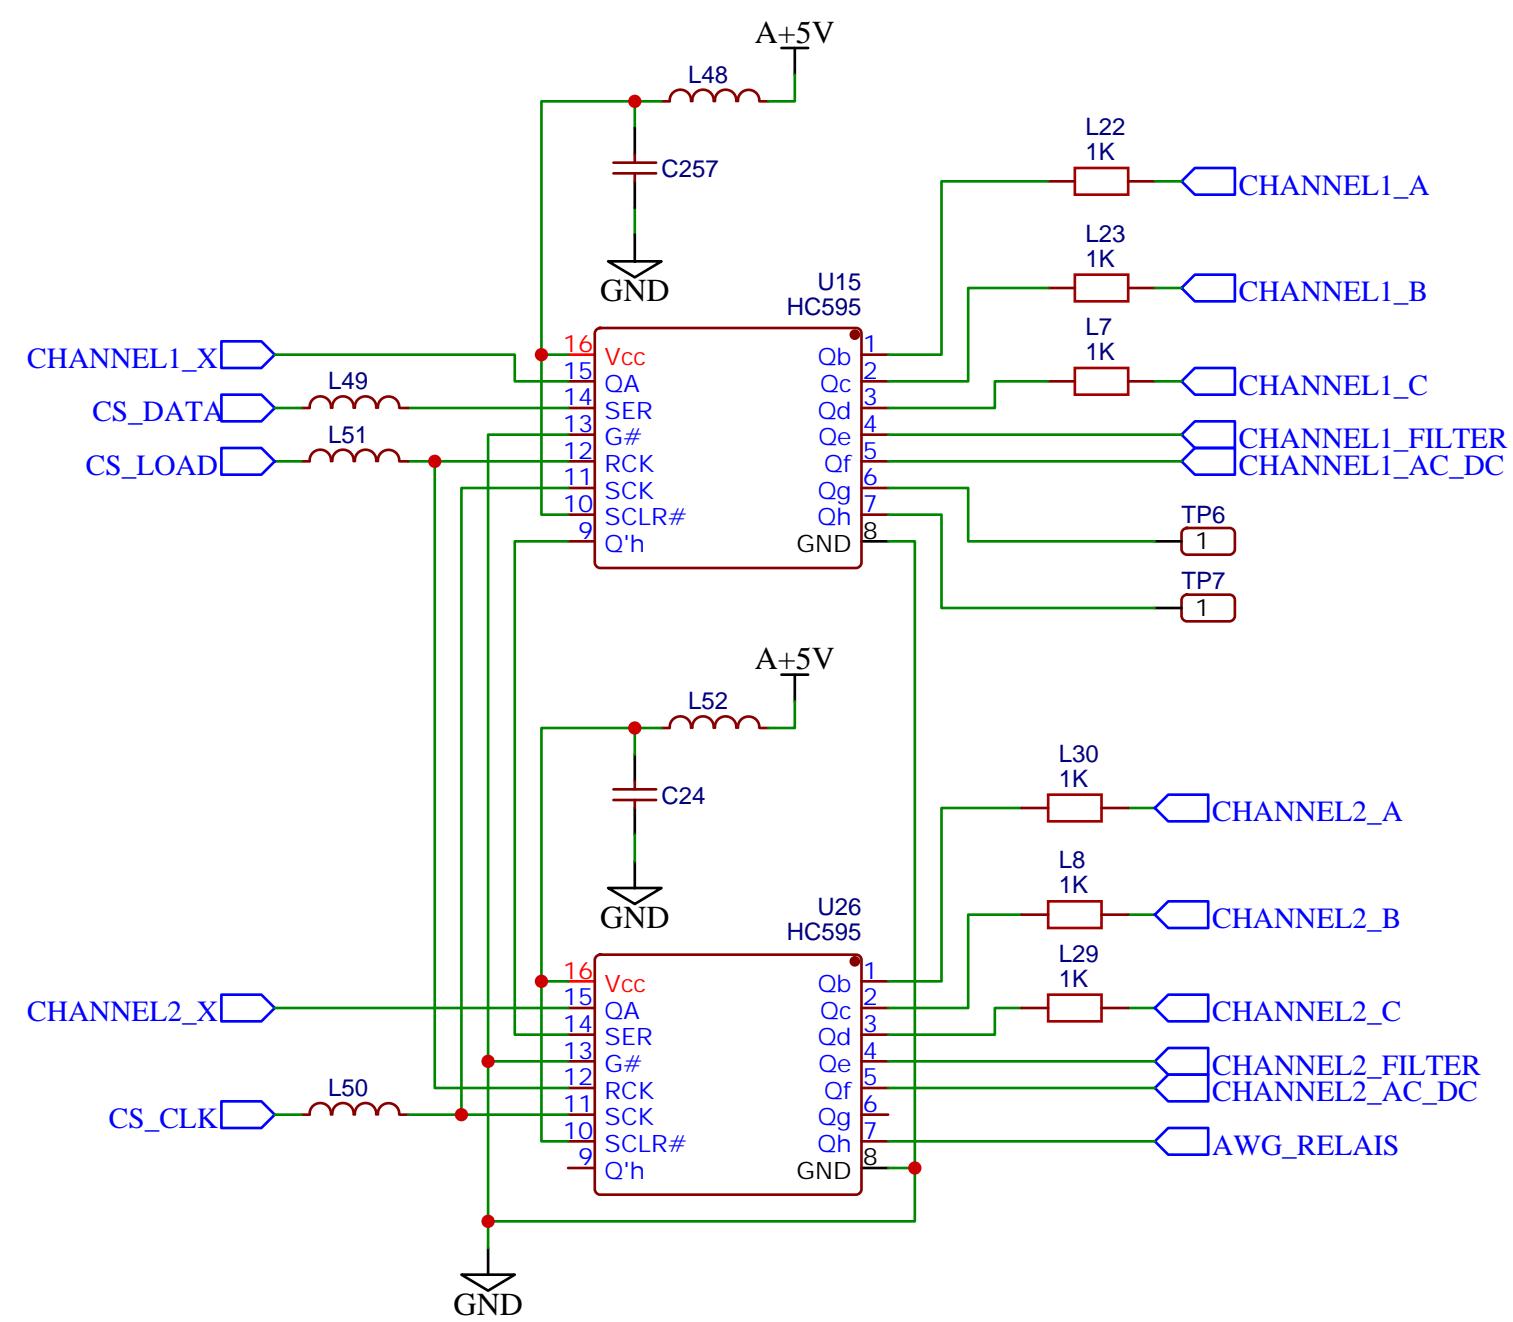 A+5V
L48
C257
GND
L22
1K
CHANNEL1_A
L23
1K
CHANNEL1_B
L7
1K
CHANNEL1_C
U15
HC595
CHANNEL1_X
L49
CS_DATA
L51
CS_LOAD
16 Vcc
15 QA
14 SER
13 G#
12 RCK
11 SCK
10 SCLR#
9 Q'h
Qb 1
Qc 2
Qd 3
Qe 4
Qf 5
Qg 6
Qh 7
GND 8
CHANNEL1_FILTER
CHANNEL1_AC_DC
TP6
1
TP7
1
A+5V
L52
C24
GND
L30
1K
CHANNEL2_A
L8
1K
CHANNEL2_B
L29
1K
CHANNEL2_C
U26
HC595
CHANNEL2_X
L50
CS_CLK
16 Vcc
15 QA
14 SER
13 G#
12 RCK
11 SCK
10 SCLR#
9 Q'h
Qb 1
Qc 2
Qd 3
Qe 4
Qf 5
Qg 6
Qh 7
GND 8
CHANNEL2_FILTER
CHANNEL2_AC_DC
AWG_RELAIS
GND